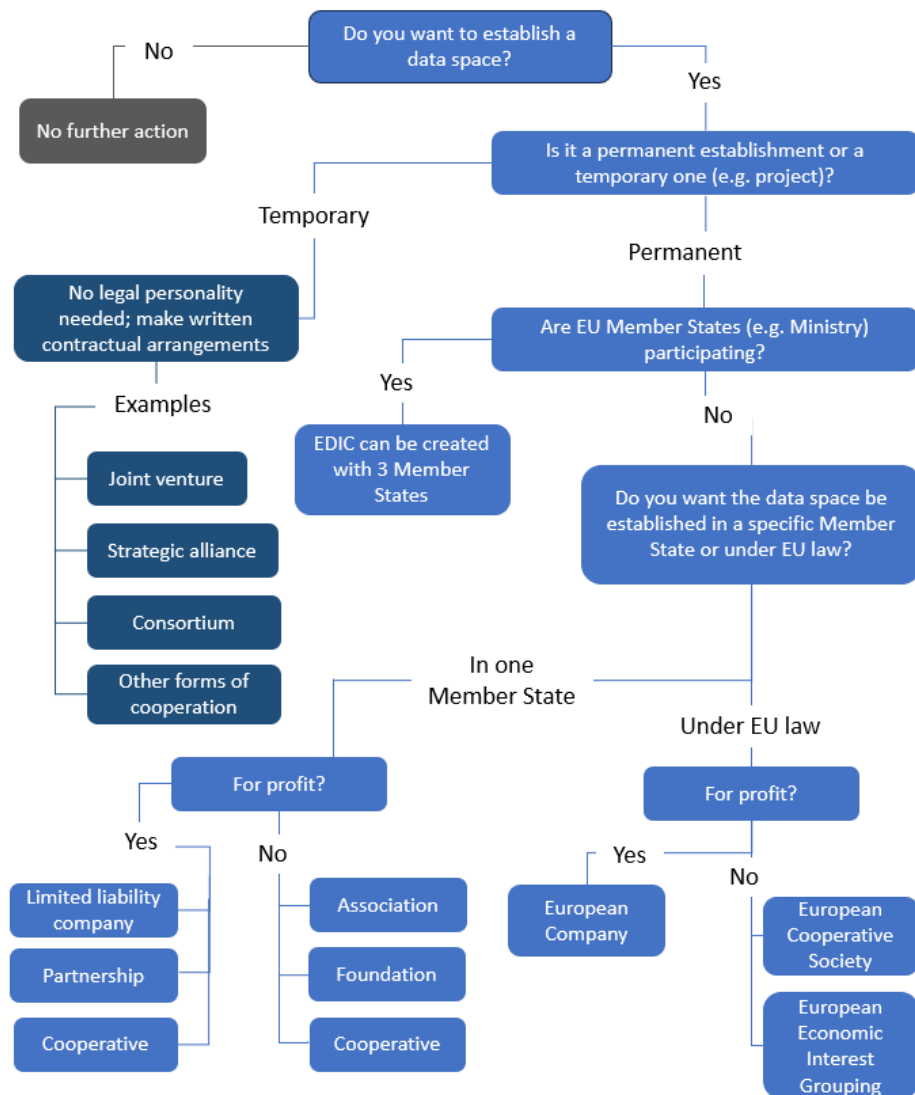 Do you want to establish a
data space?
No
Yes
No further action
Is it a permanent establishment or a
temporary one (e.g. project)?
Temporary
Permanent
No legal personality
needed; make written
contractual arrangements
Are EU Member States (e.g. Ministry)
participating?
Yes
No
Examples
EDIC can be created
with 3 Member
States
Joint venture
Do you want the data space be
established in a specific Member
State or under EU law?
Strategic alliance
Consortium
Other forms of
cooperation
In one
Member State
Under EU law
For profit?
For profit?
Yes
No
Yes
No
Limited liability
company
Partnership
Cooperative
Association
Foundation
Cooperative
European
Company
European
Cooperative
Society
European
Economic
Interest
Grouping